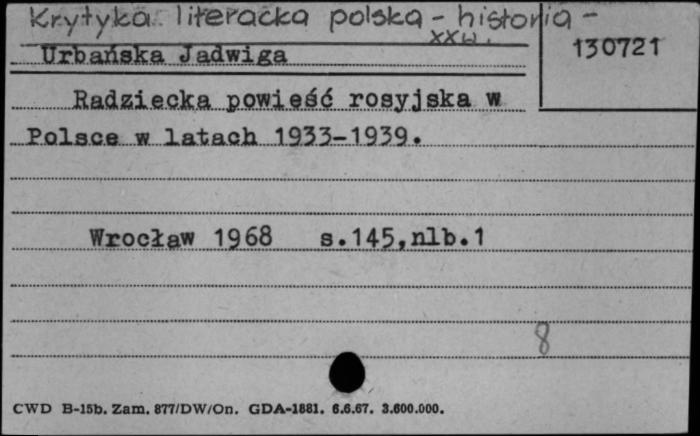 Krytyka literacka polska - historia -
XX w.
130721
Urbańska Jadwiga
Radziecka powieść rosyjska w
Polsce w latach 1933-1939.
Wrocław 1968 s.145,nlb.1
8
CWD B-15b. Zam. 877/DW/On. GDA-1881. 6.6.67. 3.600.000.